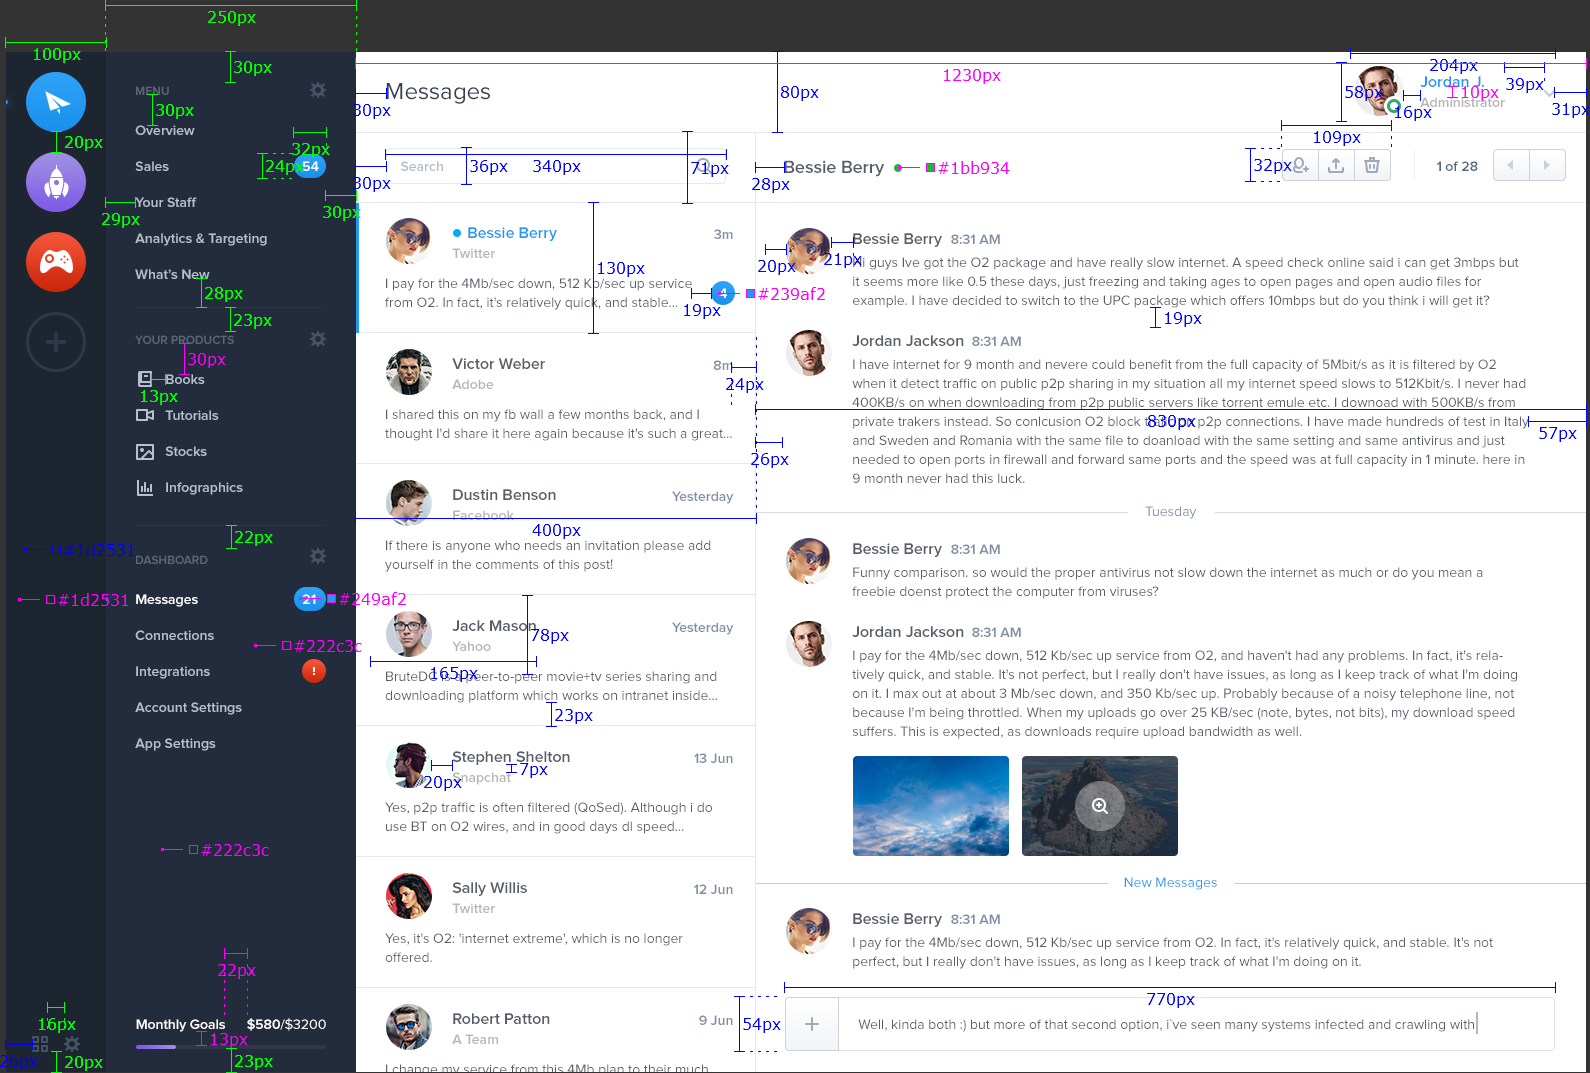 250px
100px
30px
1230px
204px
39px
MENU
30px
Messages
30px
80px
58px
Jordan J.
10px
16px
Administrator
31px
Overview
20px
32px
109px
Sales
24px
54
30px
Search
36px
340px
71px
28px
Bessie Berry
#1bb934
32px
1 of 28
Your Staff
29px
30px
Analytics & Targeting
What's New
28px
23px
YOUR PRODUCTS
30px
Books
13px
Tutorials
Stocks
Infographics
22px
#1d2531
DASHBOARD
#1d2531
Messages
21
#249af2
Connections
#222c3c
Integrations
!
Account Settings
App Settings
#222c3c
22px
Monthly Goals
$580/$3200
16px
13px
26px
20px
23px
Bessie Berry
3m
Twitter
130px
I pay for the 4Mb/sec down, 512 Kb/sec up service
from O2. In fact, it's relatively quick, and stable...
4
#239af2
19px
Victor Weber
8m
Adobe
24px
I shared this on my fb wall a few months back, and I
thought I'd share it here again because it's such a great...
26px
Dustin Benson
Yesterday
Facebook
400px
If there is anyone who needs an invitation please add
yourself in the comments of this post!
Jack Mason
Yesterday
78px
Yahoo
165px
BruteDC is a peer-to-peer movie+tv series sharing and
downloading platform which works on intranet inside...
23px
Stephen Shelton
13 Jun
7px
Snapchat
20px
Yes, p2p traffic is often filtered (QoSed). Although i do
use BT on O2 wires, and in good days dl speed...
Sally Willis
12 Jun
Twitter
Yes, it's O2: 'internet extreme', which is no longer
offered.
Robert Patton
9 Jun
A Team
I change my service from this 4Mb plan to their much
Bessie Berry 8:31 AM
20px
21px
Hi guys Ive got the O2 package and have really slow internet. A speed check online said i can get 3mbps but
it seems more like 0.5 these days, just freezing and taking ages to open pages and open audio files for
example. I have decided to switch to the UPC package which offers 10mbps but do you think i will get it?
19px
Jordan Jackson 8:31 AM
I have internet for 9 month and nevere could benefit from the full capacity of 5Mbit/s as it is filtered by O2
when it detect traffic on public p2p sharing in my situation all my internet speed slows to 512Kbit/s. I never had
400KB/s on when downloading from p2p public servers like torrent emule etc. I downoad with 500KB/s from
private trakers instead. So conlcusion O2 block traffic on p2p connections. I have made hundreds of test in Italy
830px
57px
and Sweden and Romania with the same file to doanload with the same setting and same antivirus and just
needed to open ports in firewall and forward same ports and the speed was at full capacity in 1 minute. here in
9 month never had this luck.
Tuesday
Bessie Berry 8:31 AM
Funny comparison. so would the proper antivirus not slow down the internet as much or do you mean a
freebie doenst protect the computer from viruses?
Jordan Jackson 8:31 AM
I pay for the 4Mb/sec down, 512 Kb/sec up service from O2, and haven't had any problems. In fact, it's rela-
tively quick, and stable. It's not perfect, but I really don't have issues, as long as I keep track of what I'm doing
on it. I max out at about 3 Mb/sec down, and 350 Kb/sec up. Probably because of a noisy telephone line, not
because I'm being throttled. When my uploads go over 25 KB/sec (note, bytes, not bits), my download speed
suffers. This is expected, as downloads require upload bandwidth as well.
New Messages
Bessie Berry 8:31 AM
I pay for the 4Mb/sec down, 512 Kb/sec up service from O2. In fact, it's relatively quick, and stable. It's not
perfect, but I really don't have issues, as long as I keep track of what I'm doing on it.
770px
54px
Well, kinda both :) but more of that second option, i`ve seen many systems infected and crawling with